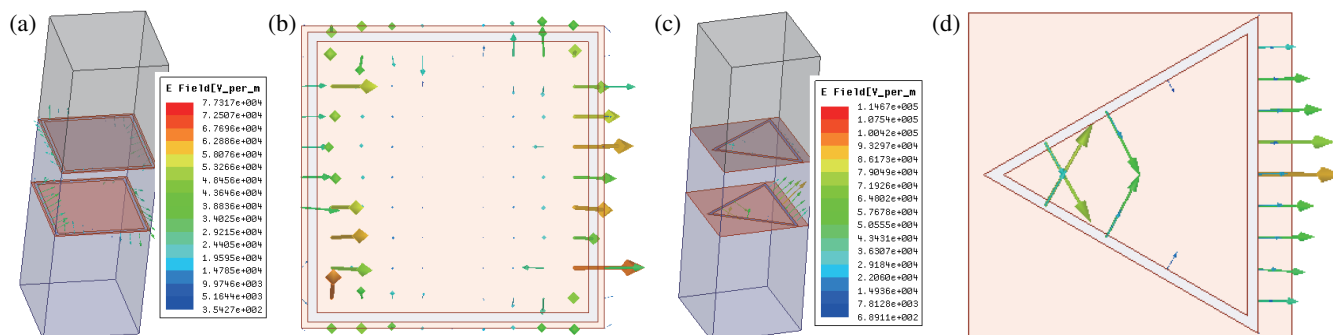 (a)
E Field[V_per_m
7.7317e+004
7.2507e+004
6.7696e+004
6.2886e+004
5.8076e+004
5.3266e+004
4.8456e+004
4.3646e+004
3.8836e+004
3.4025e+004
2.9215e+004
2.4405e+004
1.9595e+004
1.4785e+004
9.9746e+003
5.1644e+003
3.5427e+002
(b)
(c)
E Field[V_per_m
1.1467e+005
1.0754e+005
1.0042e+005
9.3297e+004
8.6173e+004
7.9049e+004
7.1926e+004
6.4802e+004
5.7678e+004
5.0555e+004
4.3431e+004
3.6307e+004
2.9184e+004
2.2060e+004
1.4936e+004
7.8128e+003
6.8911e+002
(d)